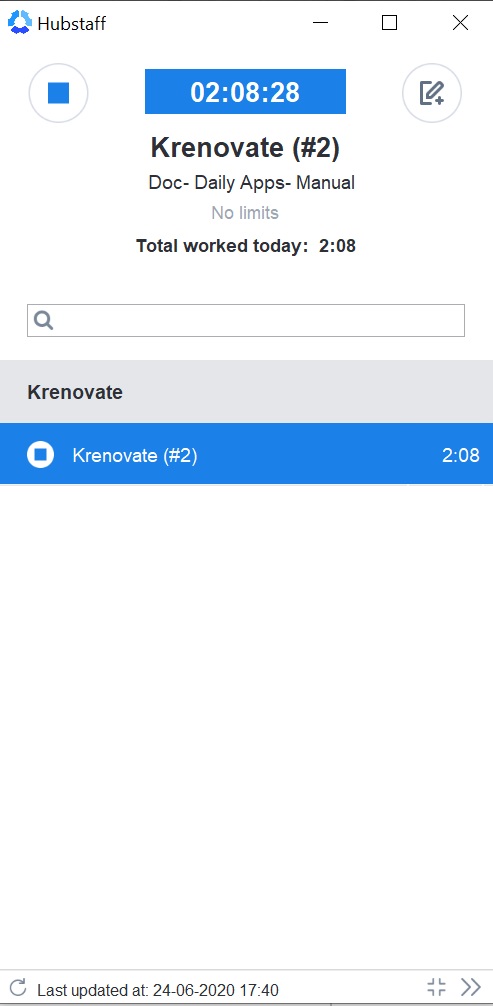 Hubstaff
02:08:28
Krenovate (#2)
Doc- Daily Apps- Manual
No limits
Total worked today: 2:08
Krenovate
Krenovate (#2) 2:08
Last updated at: 24-06-2020 17:40